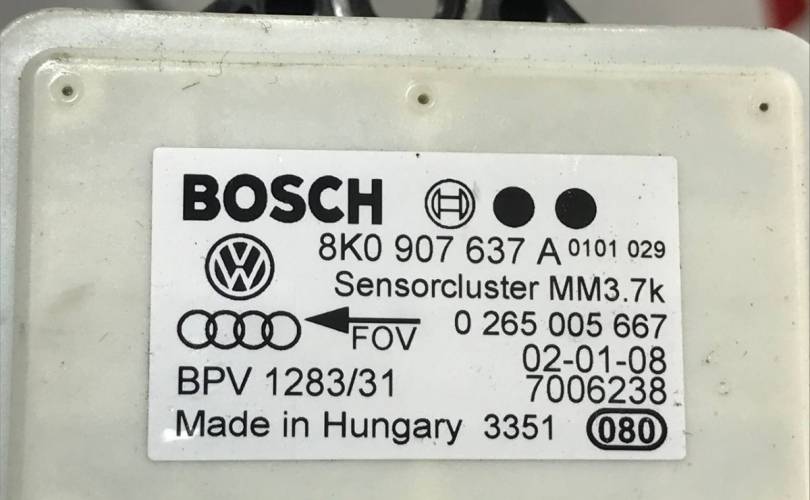 BOSCH
8K0 907 637 A 0101 029
Sensorcluster MM3.7k
FOV 0 265 005 667
02-01-08
BPV 1283/31 7006238
Made in Hungary 3351 080